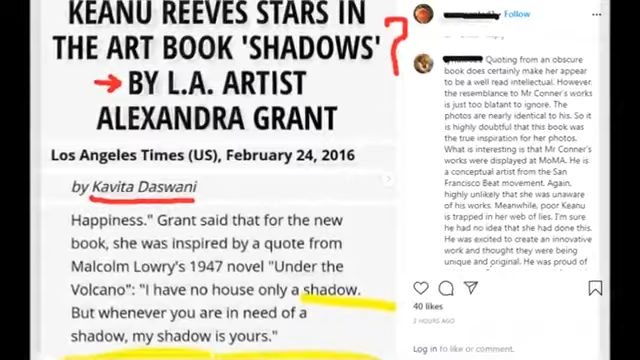 KEANU REEVES STARS IN
THE ART BOOK 'SHADOWS'
BY L.A. ARTIST
ALEXANDRA GRANT
Los Angeles Times (US), February 24, 2016
by Kavita Daswani
Happiness." Grant said that for the new
book, she was inspired by a quote from
Malcolm Lowry's 1947 novel "Under the
Volcano": "I have no house only a shadow.
But whenever you are in need of a
shadow, my shadow is yours."
?
Follow
Quoting from an obscure
book does certainly make her appear
to be a well read intellectual. However,
the resemblance to Mr Conner's works
is just too blatant to ignore. The
photos are nearly identical to his. So it
is highly doubtful that this book was
the true inspiration for her photos.
What is interesting is that Mr Conner's
works were displayed at MoMA. He is
a conceptual artist from the San
Francisco Beat movement. Again,
highly unlikely that she was unaware
of his works. Meanwhile, poor Keanu
is trapped in her web of lies. I'm sure
he had no idea that she had done this.
He was excited to create an innovative
work and thought they were being
unique and original. He was proud of
40 likes
2 HOURS AGO
Log in to like or comment.